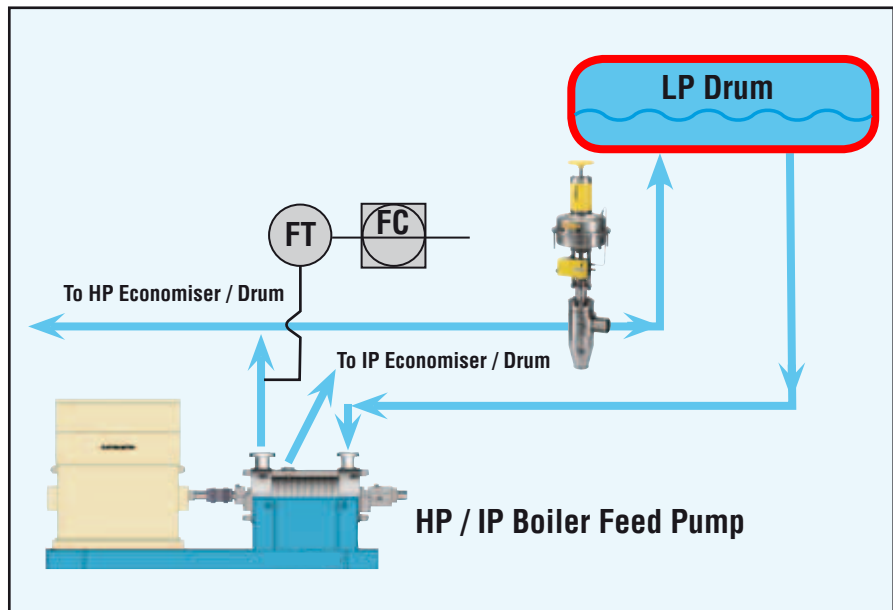 LP Drum
FT
FC
To HP Economiser / Drum
To IP Economiser / Drum
HP / IP Boiler Feed Pump